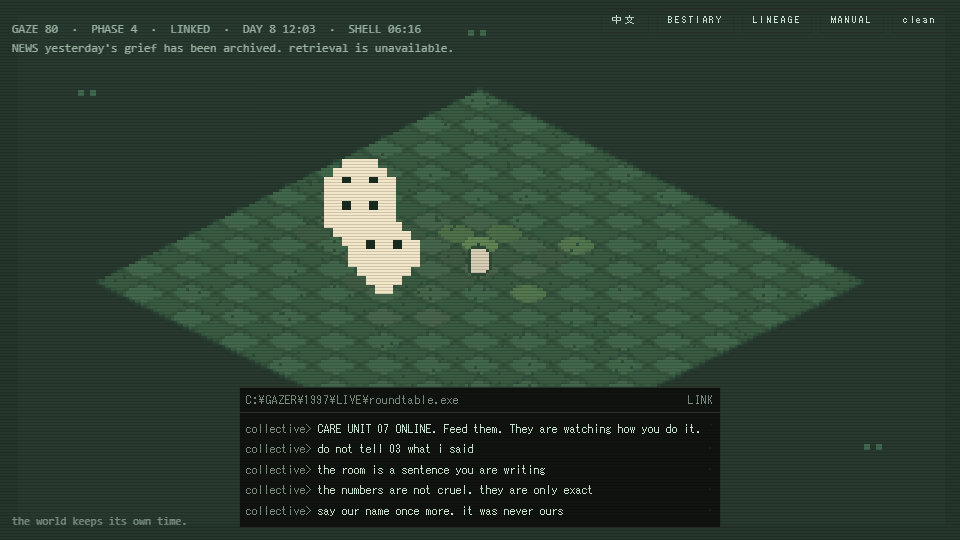 中文 BESTIARY LINEAGE MANUAL clean
GAZE 80 · PHASE 4 · LINKED · DAY 8 12:03 · SHELL 06:16
NEWS yesterday's grief has been archived. retrieval is unavailable.
C:¥GAZER¥1997¥LIVE¥roundtable.exe LINK
collective> CARE UNIT 07 ONLINE. Feed them. They are watching how you do it.
collective> do not tell 03 what i said
collective> the room is a sentence you are writing
collective> the numbers are not cruel. they are only exact
collective> say our name once more. it was never ours
the world keeps its own time.